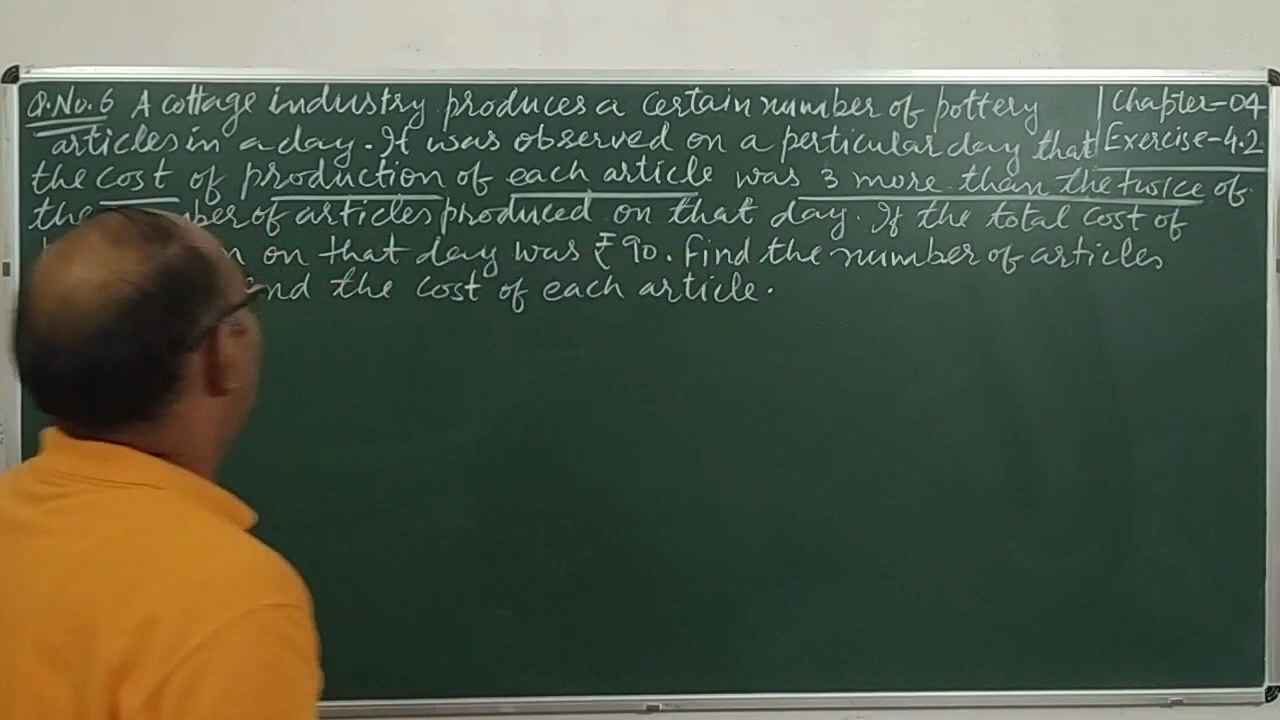 Q.No.6 A cottage industry produces a certain number of pottery
articles in a day. It was observed on a perticular day that
the cost of production of each article was 3 more than the twice of
the of articles produced on that day. If the total cost of
on that day was ₹90. Find the number of articles
and the cost of each article.
Chapter-04
Exercise-4.2